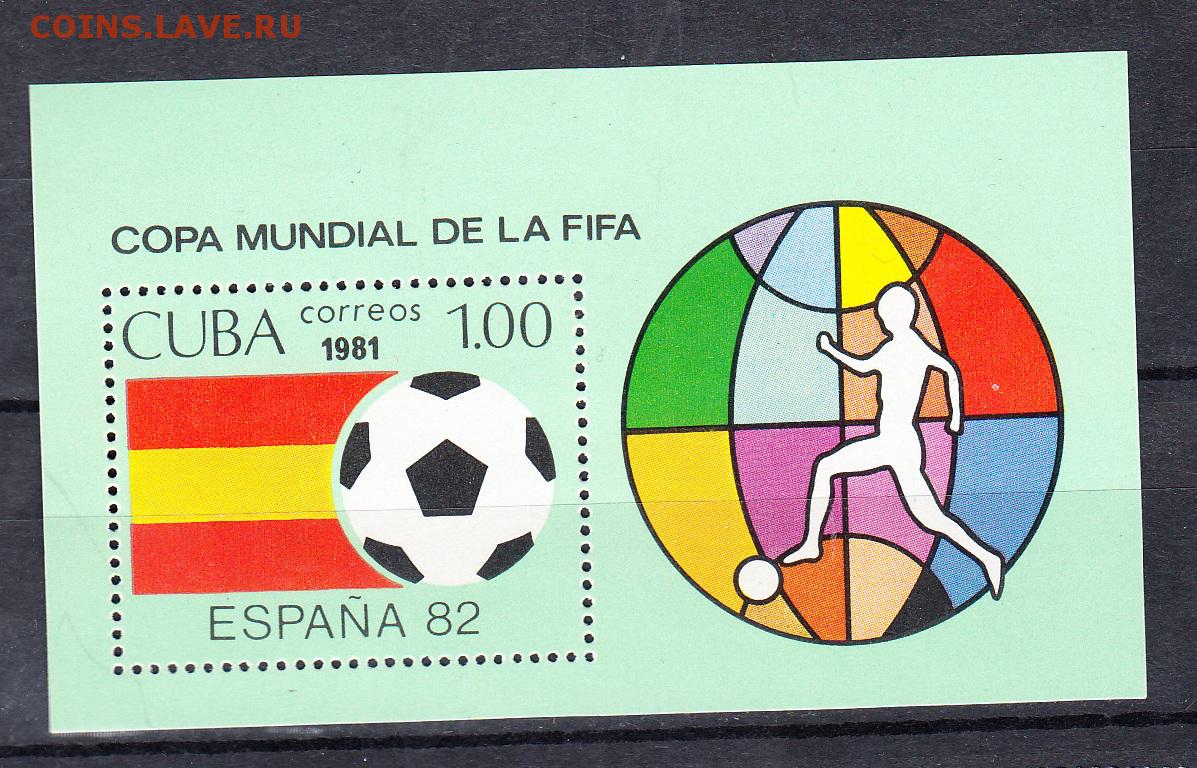 COINS.LAVE.RU
COPA MUNDIAL DE LA FIFA
CUBA correos 1.00
1981
ESPAÑA 82